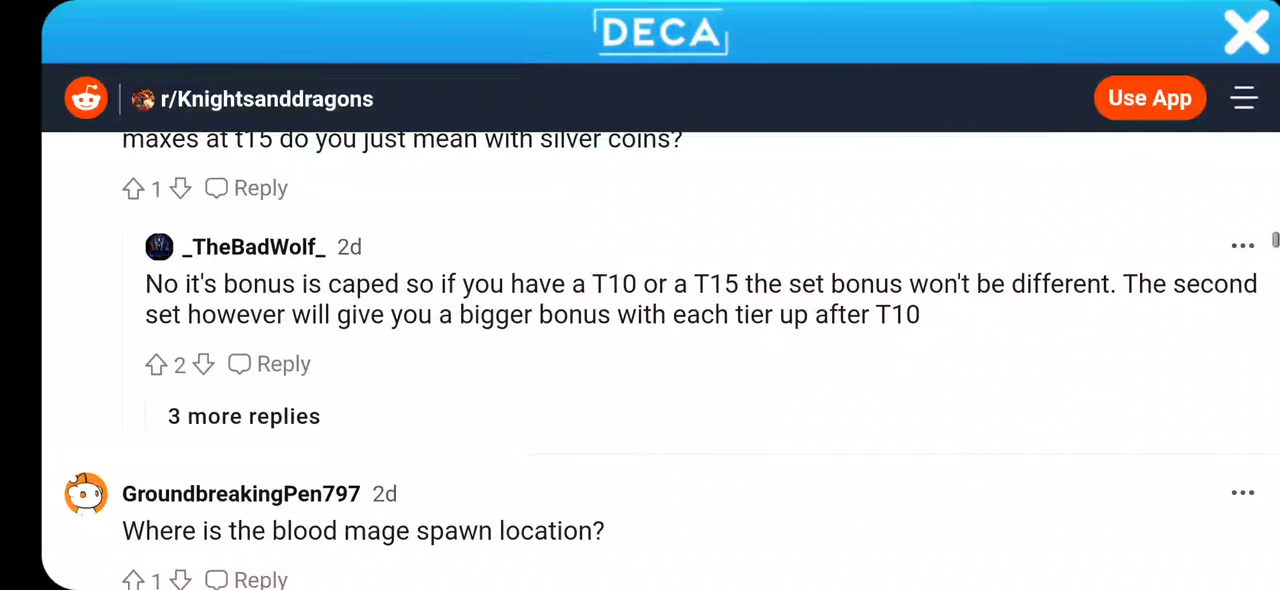 DECA
r/Knightsanddragons
Use App
maxes at t15 do you just mean with silver coins?
1 Reply
_TheBadWolf_ 2d
No it's bonus is caped so if you have a T10 or a T15 the set bonus won't be different. The second
set however will give you a bigger bonus with each tier up after T10
2 Reply
3 more replies
GroundbreakingPen797 2d
Where is the blood mage spawn location?
1 Reply